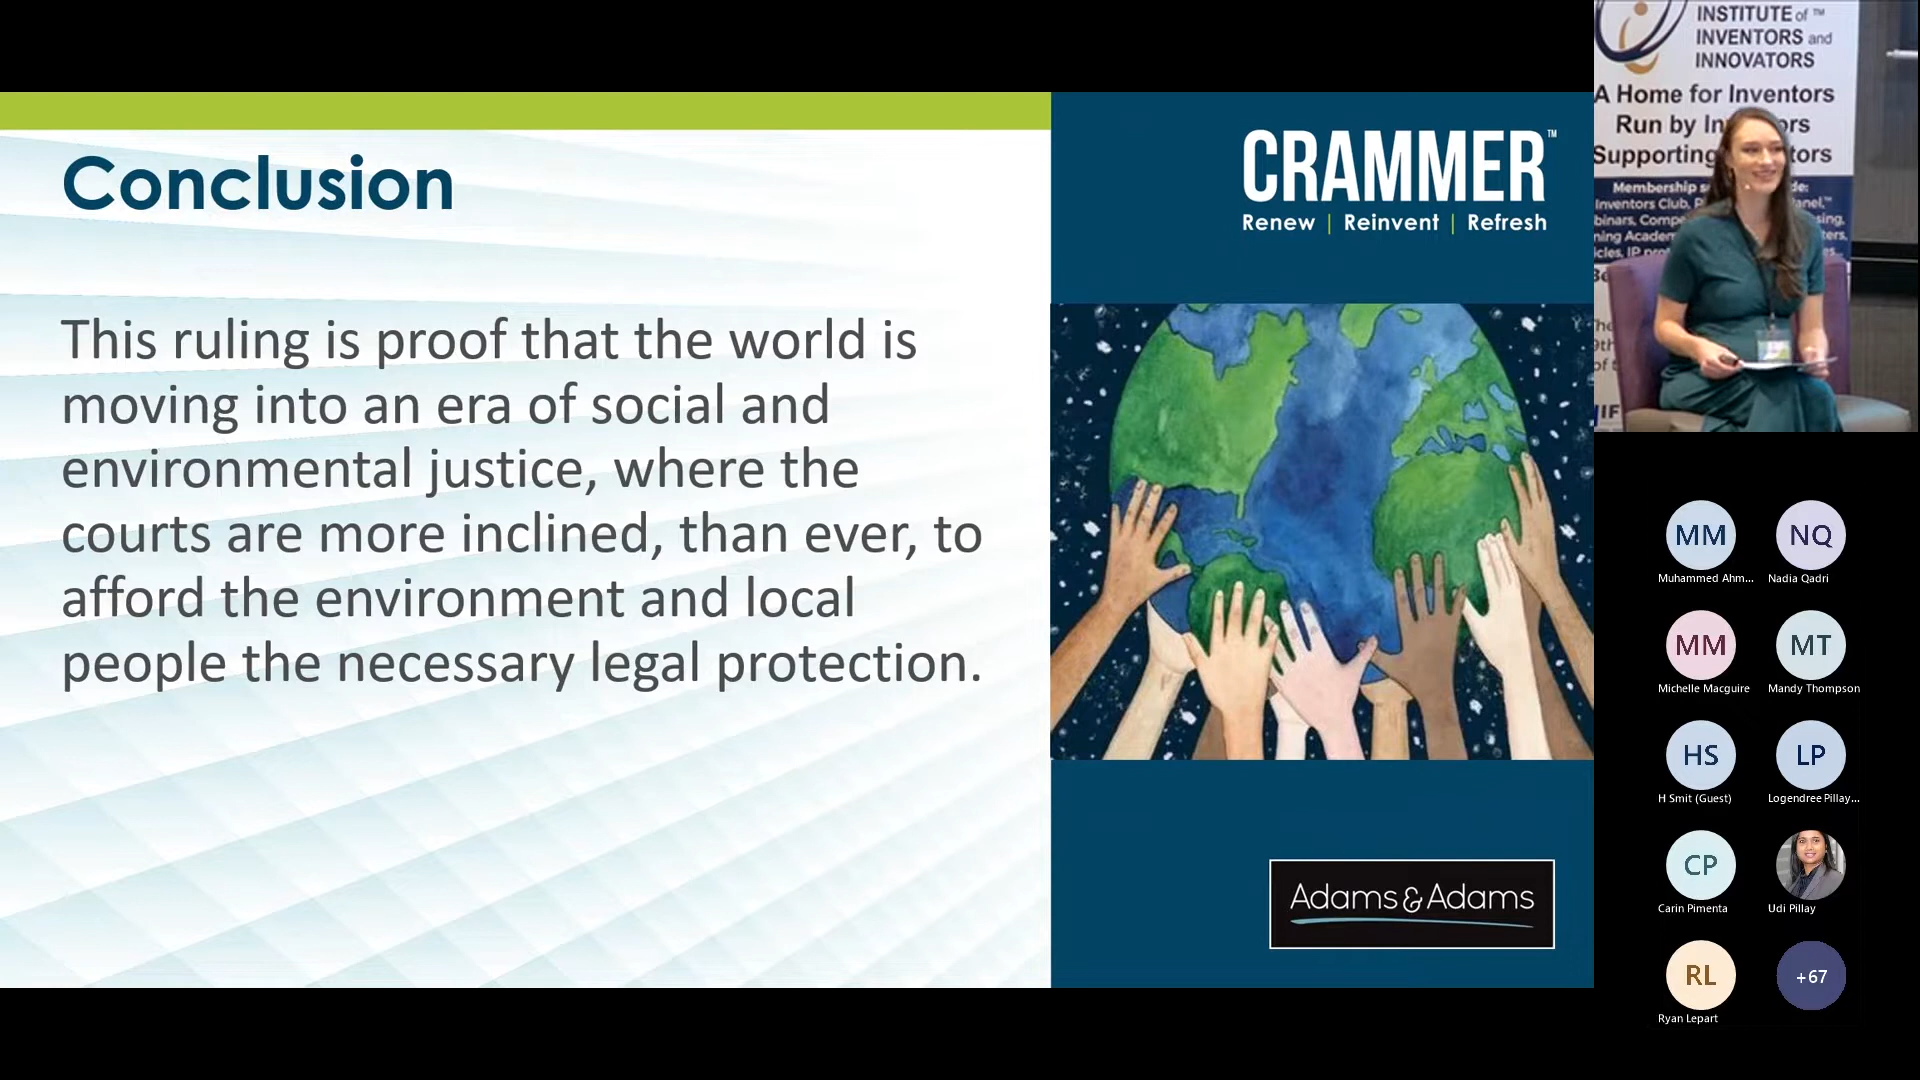 Conclusion
This ruling is proof that the world is
moving into an era of social and
environmental justice, where the
courts are more inclined, than ever, to
afford the environment and local
people the necessary legal protection.
CRAMMER™
Renew | Reinvent | Refresh
Adams&Adams
INSTITUTE of ™
INVENTORS and
INNOVATORS
A Home for Inventors
Run by
Supporting
Membership
Inventors Club,
MM
Muhammed Ahm...
NQ
Nadia Qadri
MM
Michelle Macguire
MT
Mandy Thompson
HS
H Smit (Guest)
LP
Logendree Pillay...
CP
Carin Pimenta
Udi Pillay
RL
Ryan Lepart
+67